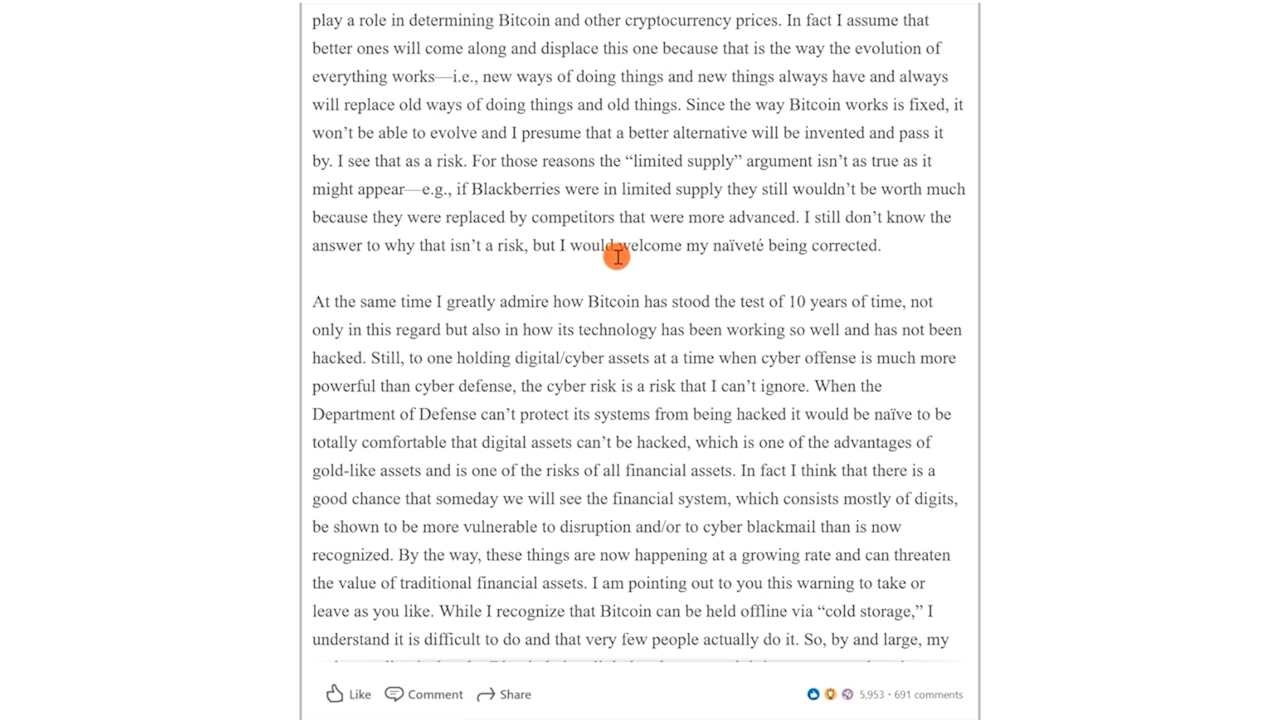 play a role in determining Bitcoin and other cryptocurrency prices. In fact I assume that
better ones will come along and displace this one because that is the way the evolution of
everything works—i.e., new ways of doing things and new things always have and always
will replace old ways of doing things and old things. Since the way Bitcoin works is fixed, it
won’t be able to evolve and I presume that a better alternative will be invented and pass it
by. I see that as a risk. For those reasons the “limited supply” argument isn’t as true as it
might appear—e.g., if Blackberries were in limited supply they still wouldn’t be worth much
because they were replaced by competitors that were more advanced. I still don’t know the
answer to why that isn’t a risk, but I would welcome my naïveté being corrected.
At the same time I greatly admire how Bitcoin has stood the test of 10 years of time, not
only in this regard but also in how its technology has been working so well and has not been
hacked. Still, to one holding digital/cyber assets at a time when cyber offense is much more
powerful than cyber defense, the cyber risk is a risk that I can’t ignore. When the
Department of Defense can’t protect its systems from being hacked it would be naïve to be
totally comfortable that digital assets can’t be hacked, which is one of the advantages of
gold-like assets and is one of the risks of all financial assets. In fact I think that there is a
good chance that someday we will see the financial system, which consists mostly of digits,
be shown to be more vulnerable to disruption and/or to cyber blackmail than is now
recognized. By the way, these things are now happening at a growing rate and can threaten
the value of traditional financial assets. I am pointing out to you this warning to take or
leave as you like. While I recognize that Bitcoin can be held offline via “cold storage,” I
understand it is difficult to do and that very few people actually do it. So, by and large, my
Like Comment Share 5,953 • 691 comments